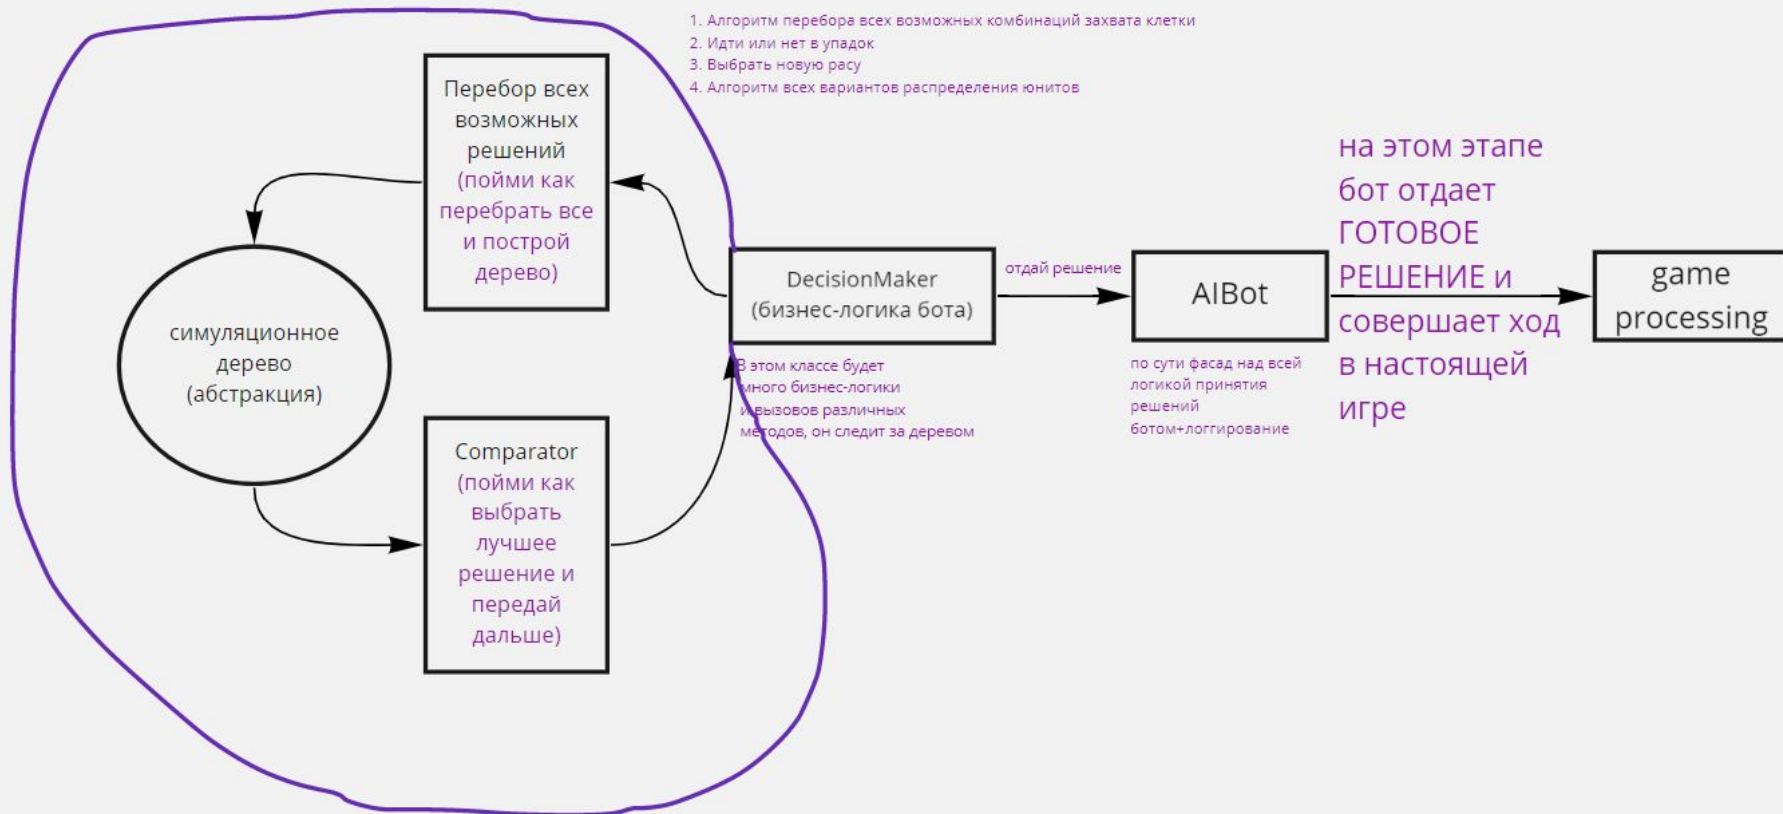 1. Алгоритм перебора всех возможных комбинаций захвата клетки
2. Идти или нет в упадок
3. Выбрать новую расу
4. Алгоритм всех вариантов распределения юнитов
Перебор всех
возможных
решений
(пойми как
перебрать все
и построй
дерево)
симуляционное
дерево
(абстракция)
Comparator
(пойми как
выбрать
лучшее
решение и
передай
дальше)
DecisionMaker
(бизнес-логика бота)
В этом классе будет
много бизнес-логики
и вызовов различных
методов, он следит за деревом
отдай решение
AIBot
по сути фасад над всей
логикой принятия
решений
ботом+логгирование
на этом этапе
бот отдает
ГОТОВОЕ
РЕШЕНИЕ и
совершает ход
в настоящей
игре
game
processing